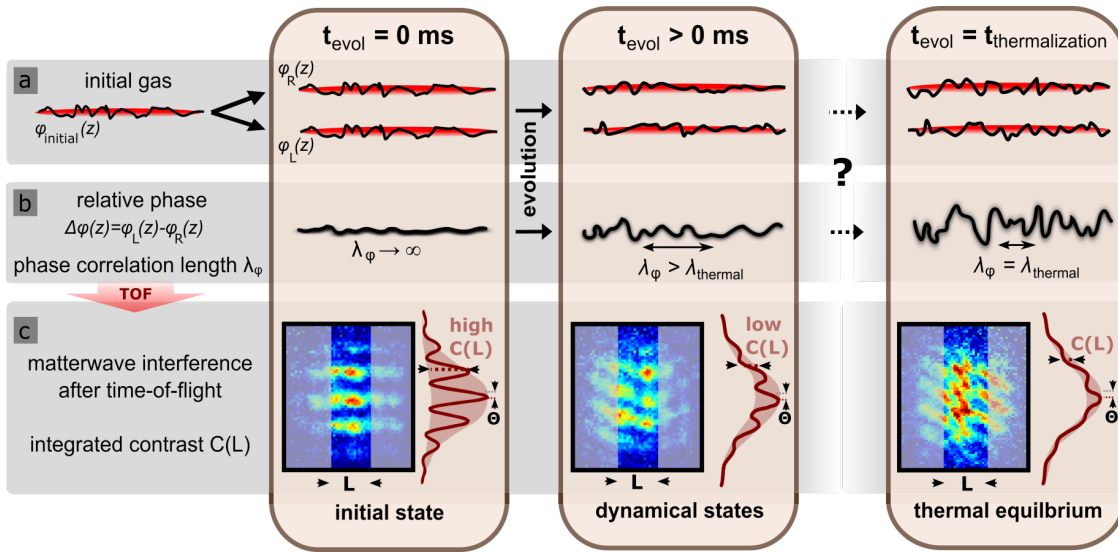 t_evol = 0 ms
t_evol > 0 ms
t_evol = t_thermalization
a
initial gas
φ_initial(z)
φ_R(z)
φ_L(z)
evolution
?
b
relative phase
Δφ(z)=φ_L(z)-φ_R(z)
phase correlation length λ_φ
λ_φ → ∞
λ_φ > λ_thermal
λ_φ = λ_thermal
TOF
c
matterwave interference
after time-of-flight
integrated contrast C(L)
high
C(L)
Θ
L
low
C(L)
Θ
L
C(L)
Θ
L
initial state
dynamical states
thermal equilbrium